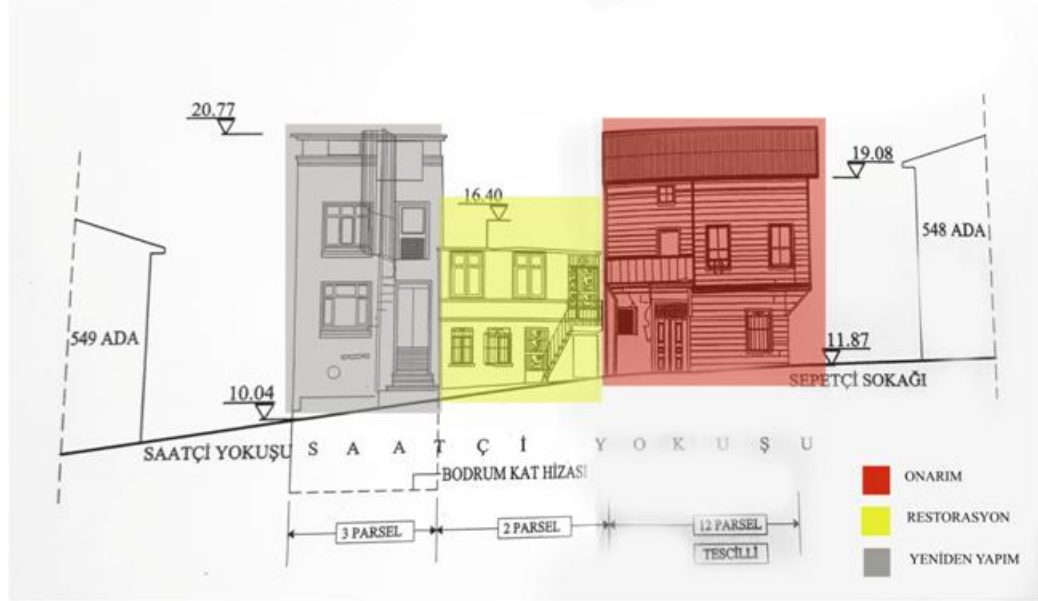 20.77
19.08
16.40
548 ADA
549 ADA
11.87
SEPETÇİ SOKAĞI
10.04
SAATÇİ YOKUŞU
S A A T Ç İ Y O K U Ş U
BODRUM KAT HİZASI
3 PARSEL
2 PARSEL
12 PARSEL
TESCİLLİ
ONARIM
RESTORASYON
YENİDEN YAPIM